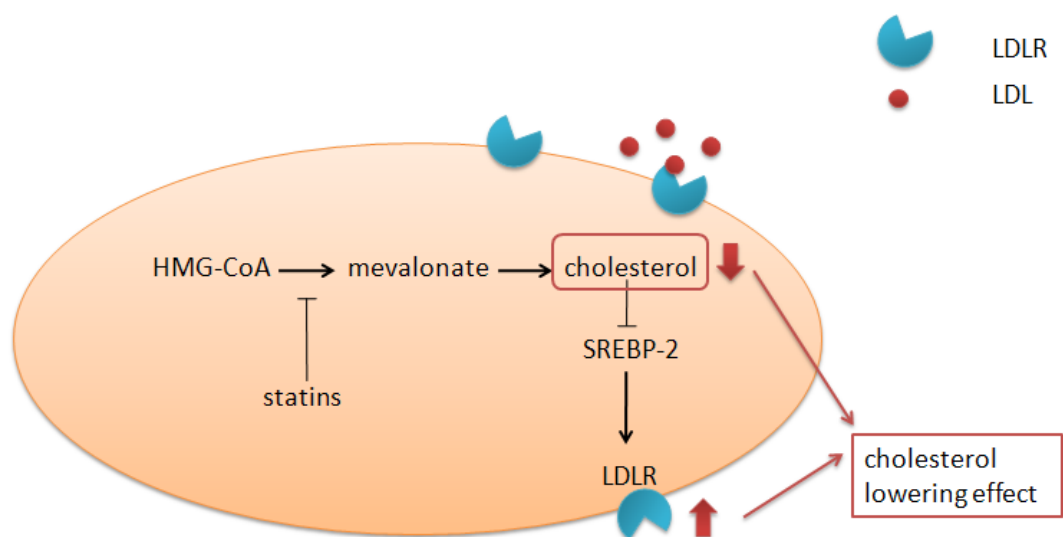 LDLR
LDL
HMG-CoA
mevalonate
cholesterol
SREBP-2
statins
LDLR
cholesterol
lowering effect